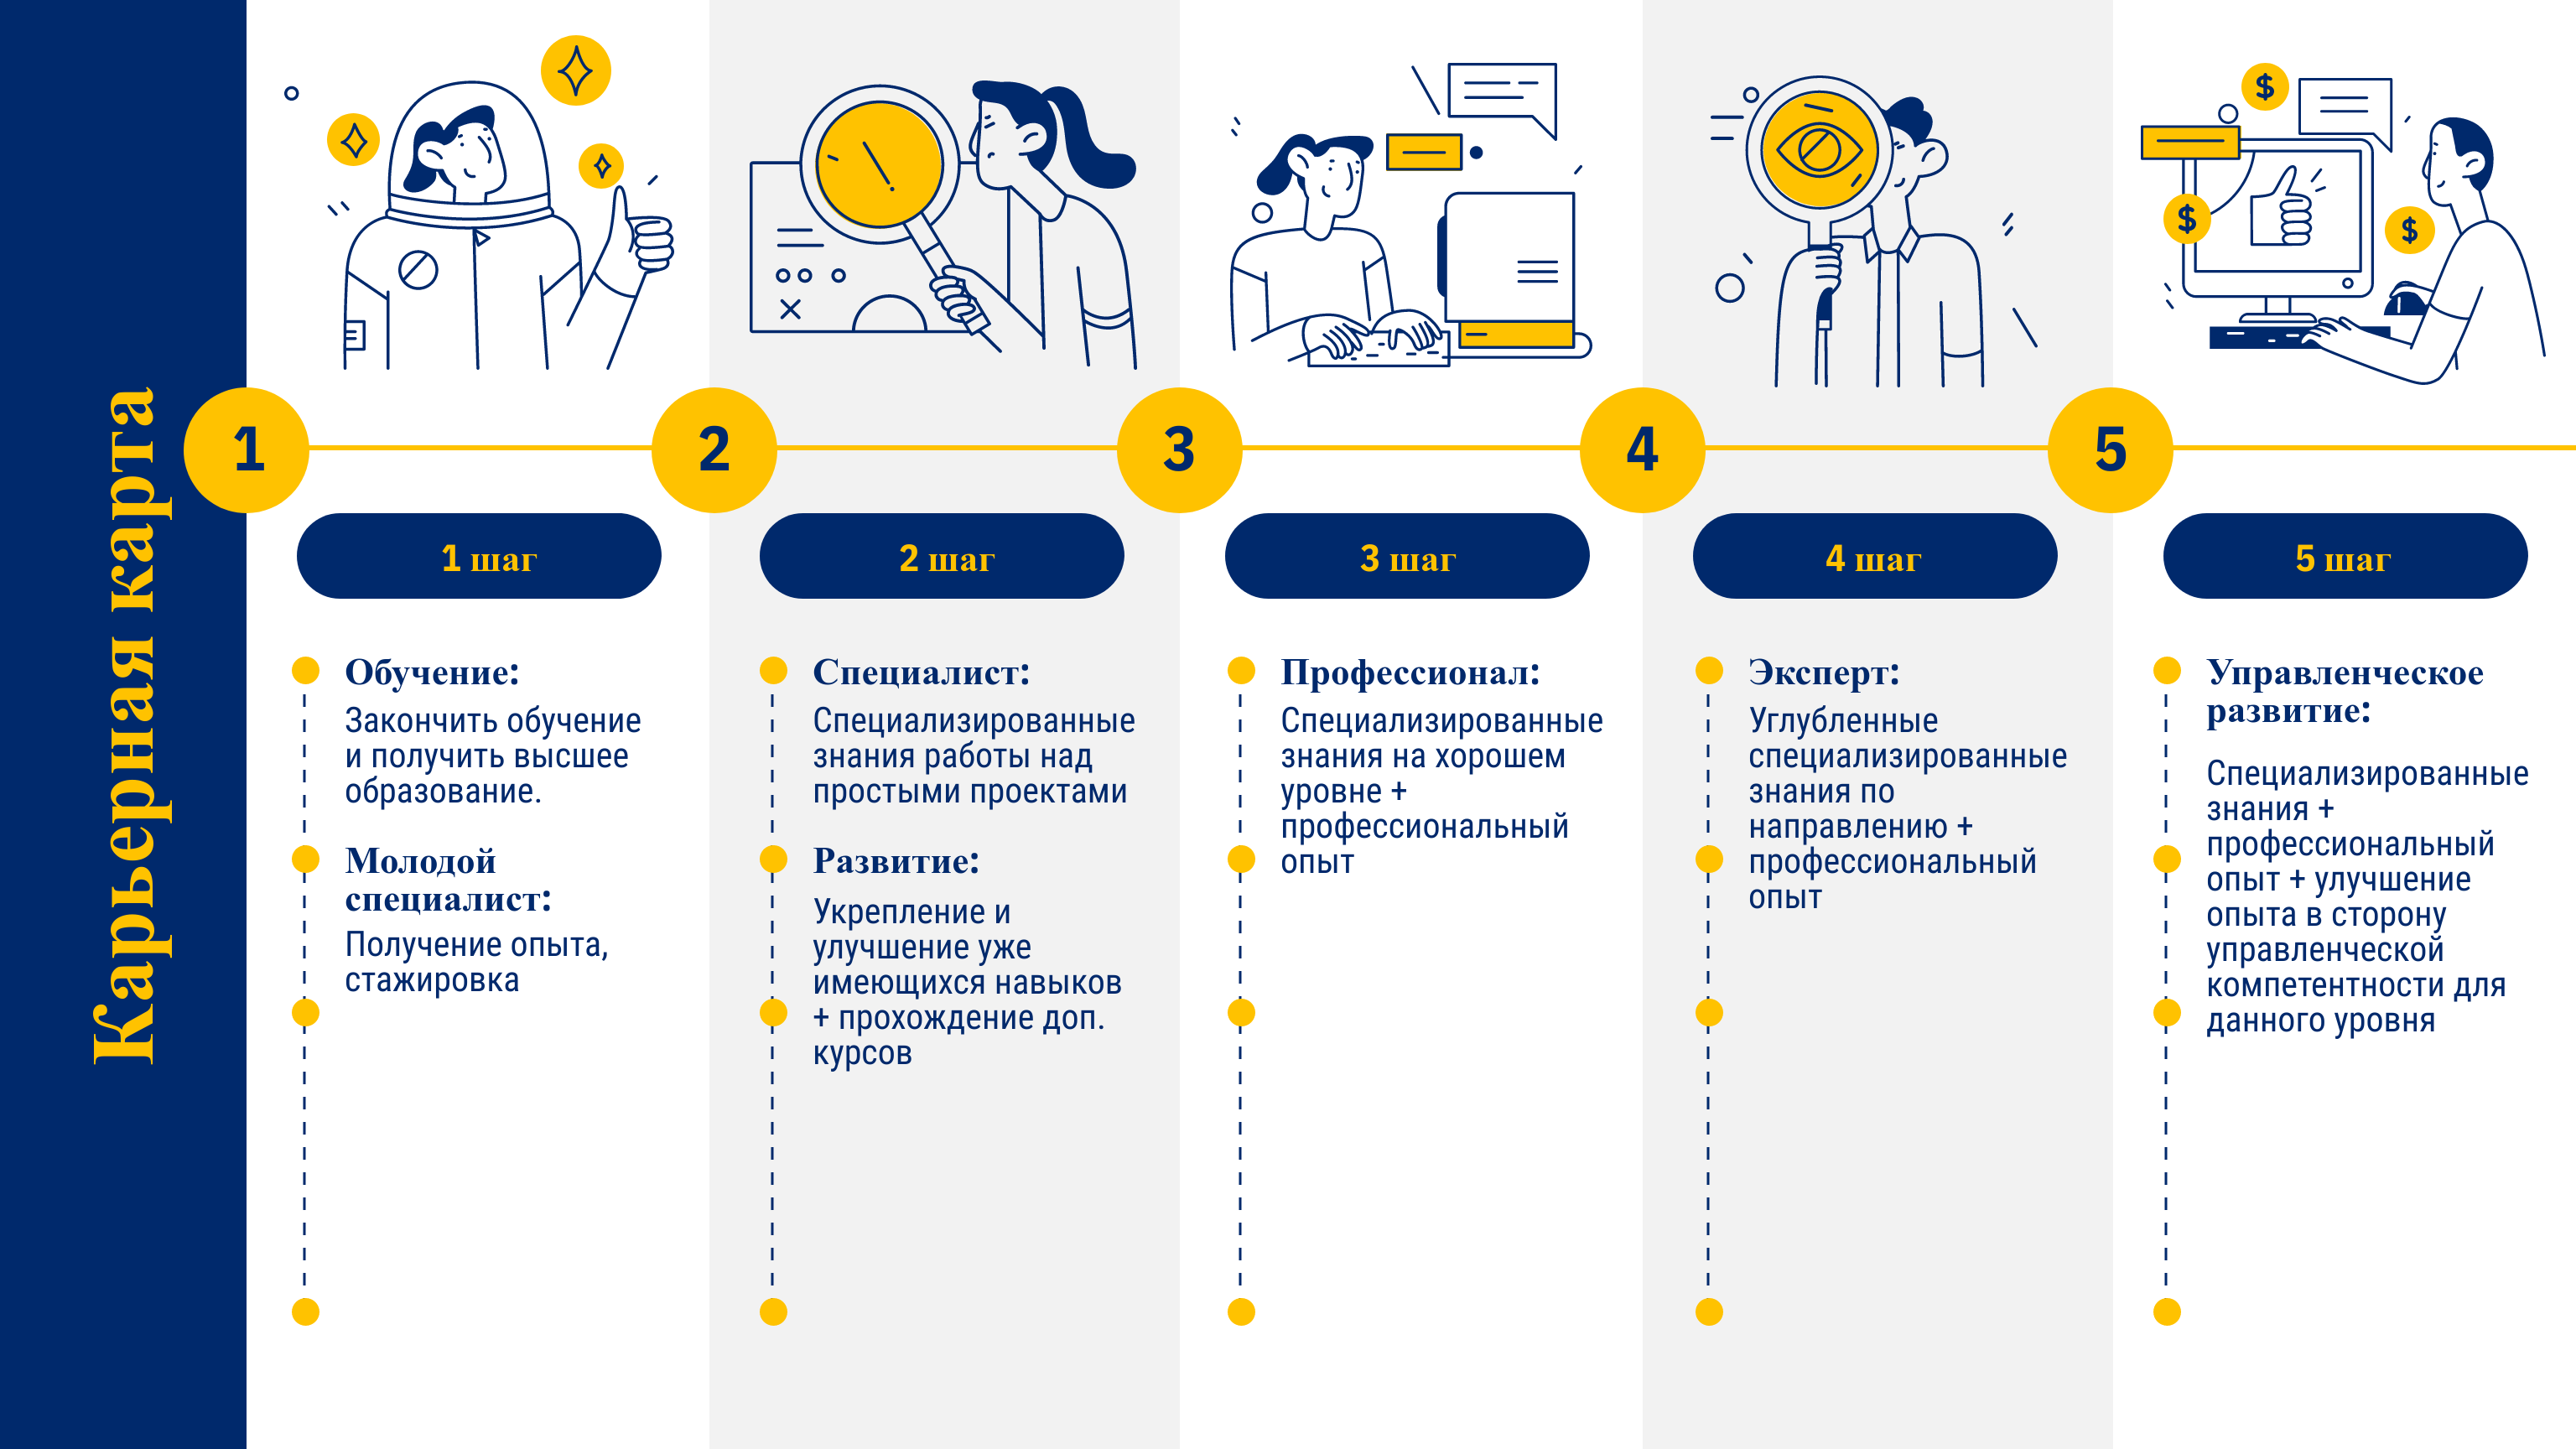 Карьерная карта
1
2
3
4
5
1 шаг
2 шаг
3 шаг
4 шаг
5 шаг
Обучение:
Закончить обучение
и получить высшее
образование.
Молодой
специалист:
Получение опыта,
стажировка
Специалист:
Специализированные
знания работы над
простыми проектами
Развитие:
Укрепление и
улучшение уже
имеющихся навыков
+ прохождение доп.
курсов
Профессионал:
Специализированные
знания на хорошем
уровне +
профессиональный
опыт
Эксперт:
Углубленные
специализированные
знания по
направлению +
профессиональный
опыт
Управленческое
развитие:
Специализированные
знания +
профессиональный
опыт + улучшение
опыта в сторону
управленческой
компетентности для
данного уровня
$
$
$